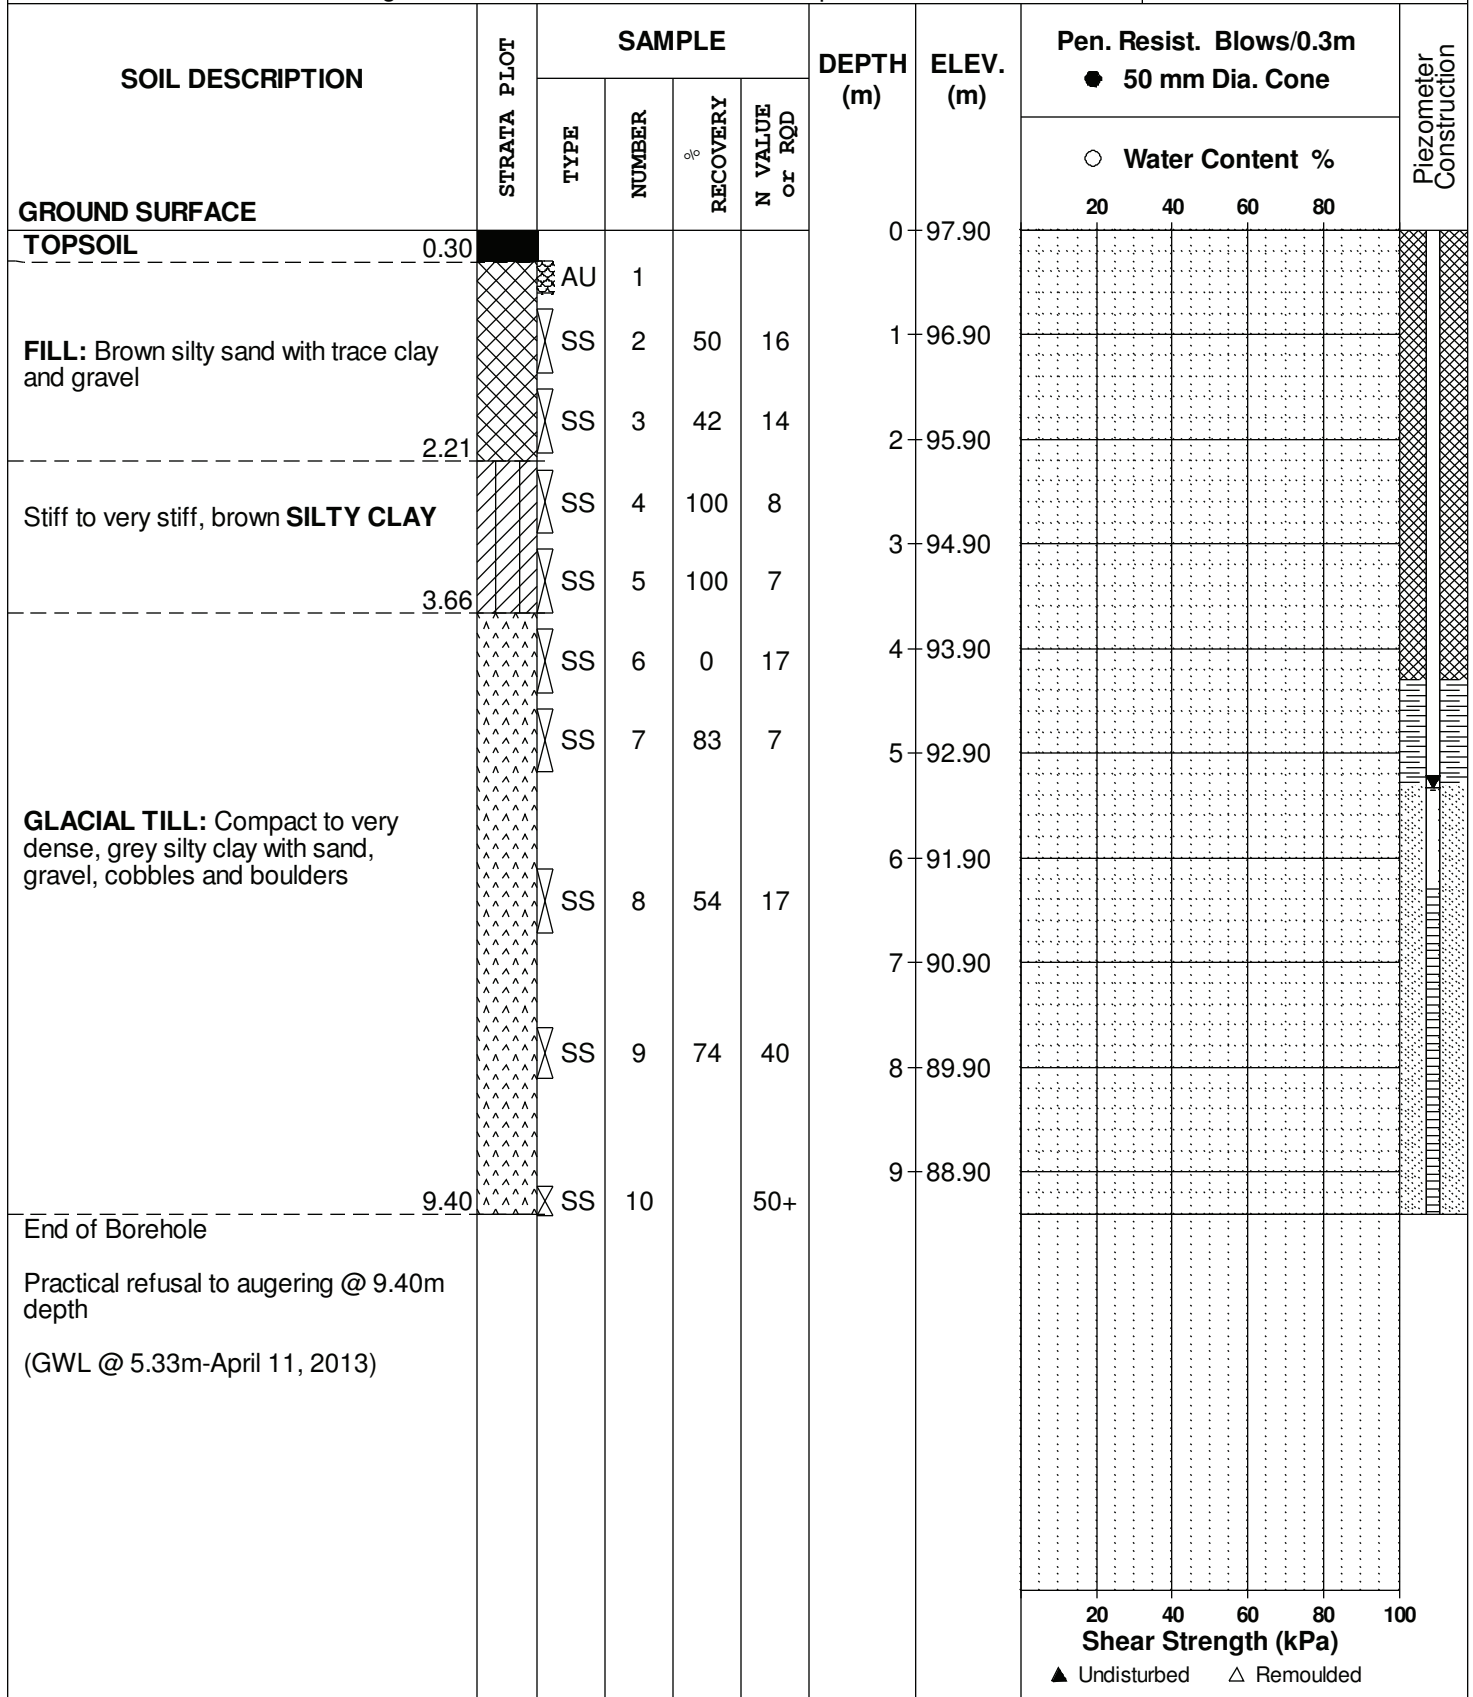 SOIL DESCRIPTION
GROUND SURFACE
STRATA PLOT
SAMPLE
TYPE
NUMBER
%
RECOVERY
N VALUE
or RQD
DEPTH
(m)
ELEV.
(m)
Pen. Resist. Blows/0.3m
● 50 mm Dia. Cone
○ Water Content %
20 40 60 80
Piezometer
Construction
TOPSOIL 0.30
0 97.90
AU 1
FILL: Brown silty sand with trace clay
and gravel
SS 2 50 16
1 96.90
SS 3 42 14
2 95.90
2.21
Stiff to very stiff, brown SILTY CLAY
SS 4 100 8
3 94.90
SS 5 100 7
3.66
SS 6 0 17
4 93.90
SS 7 83 7
5 92.90
GLACIAL TILL: Compact to very
dense, grey silty clay with sand,
gravel, cobbles and boulders
6 91.90
SS 8 54 17
7 90.90
SS 9 74 40
8 89.90
9 88.90
9.40
SS 10 50+
End of Borehole
Practical refusal to augering @ 9.40m
depth
(GWL @ 5.33m-April 11, 2013)
20 40 60 80 100
Shear Strength (kPa)
▲ Undisturbed △ Remoulded